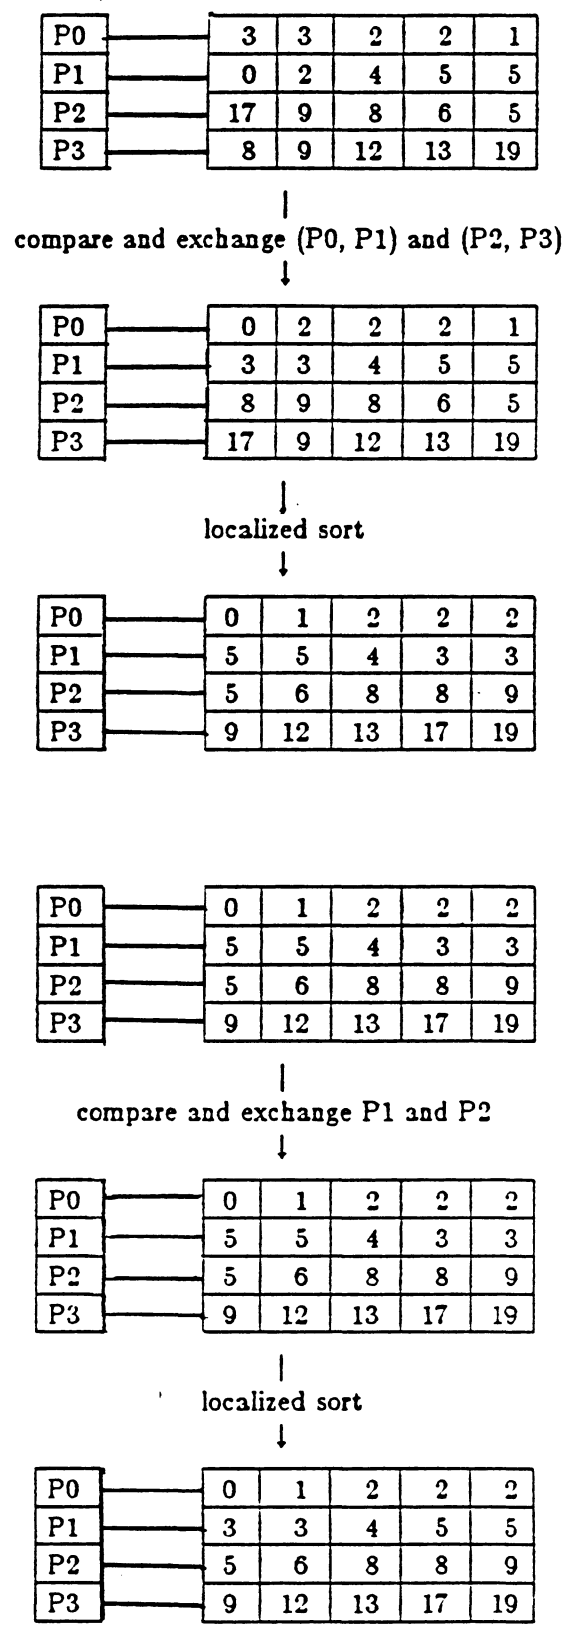 P0 3 3 2 2 1
P1 0 2 4 5 5
P2 17 9 8 6 5
P3 8 9 12 13 19
compare and exchange (P0, P1) and (P2, P3)
P0 0 2 2 2 1
P1 3 3 4 5 5
P2 8 9 8 6 5
P3 17 9 12 13 19
localized sort
P0 0 1 2 2 2
P1 5 5 4 3 3
P2 5 6 8 8 9
P3 9 12 13 17 19
P0 0 1 2 2 2
P1 5 5 4 3 3
P2 5 6 8 8 9
P3 9 12 13 17 19
compare and exchange P1 and P2
P0 0 1 2 2 2
P1 5 5 4 3 3
P2 5 6 8 8 9
P3 9 12 13 17 19
localized sort
P0 0 1 2 2 2
P1 3 3 4 5 5
P2 5 6 8 8 9
P3 9 12 13 17 19